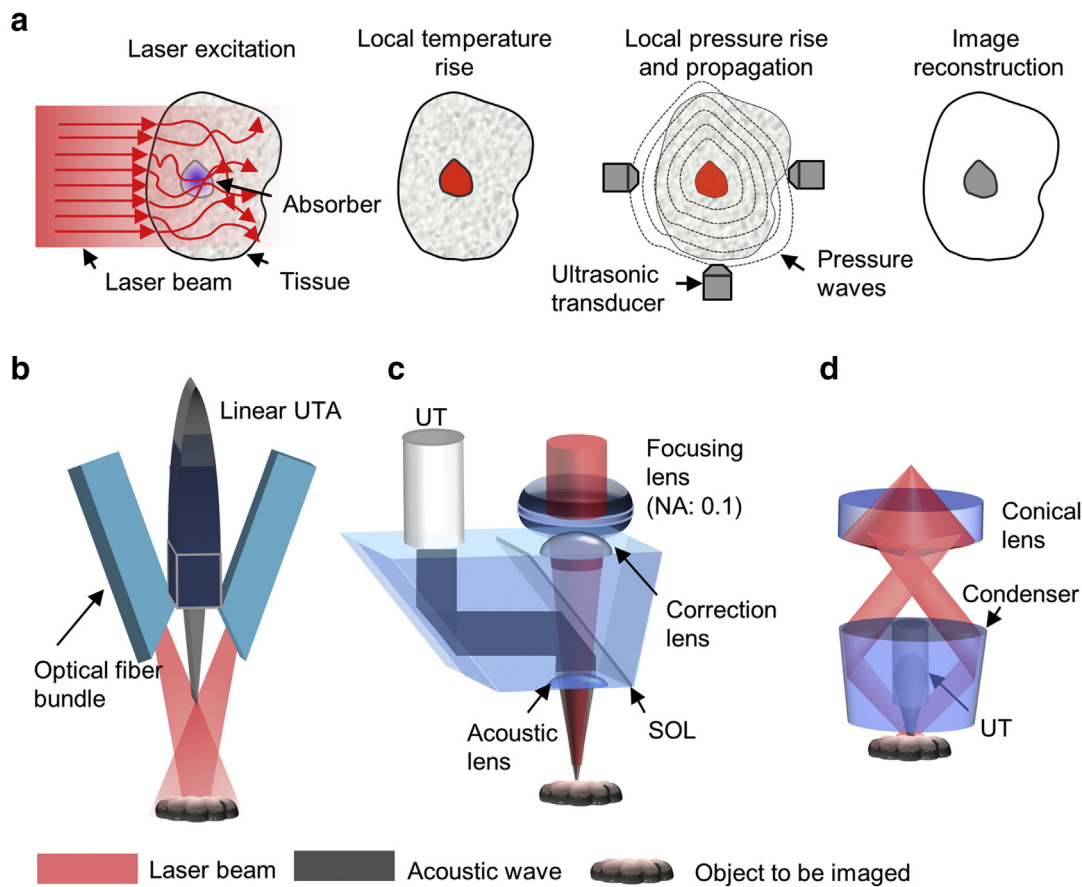 a
Laser excitation
Local temperature
rise
Local pressure rise
and propagation
Image
reconstruction
Absorber
Laser beam
Tissue
Ultrasonic
transducer
Pressure
waves
b
Linear UTA
Optical fiber
bundle
c
UT
Focusing
lens
(NA: 0.1)
Correction
lens
Acoustic
lens
SOL
d
Conical
lens
Condenser
UT
Laser beam
Acoustic wave
Object to be imaged